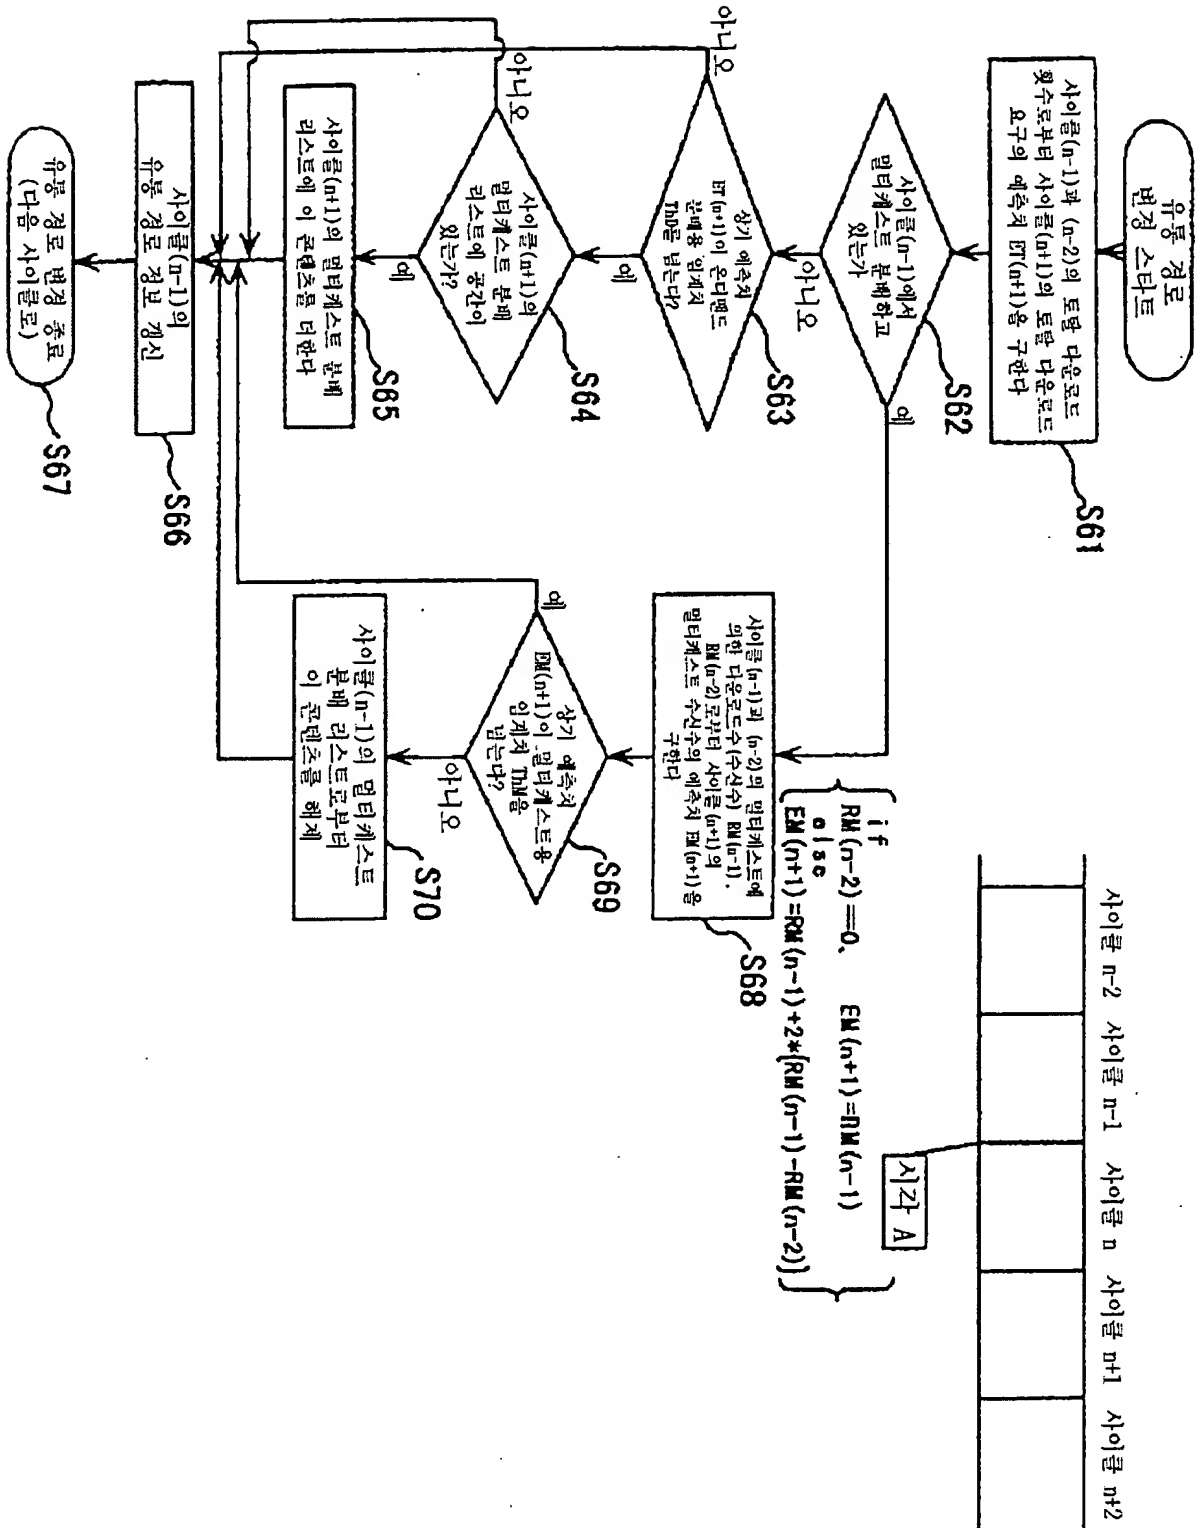 유통 경로
변경 스타트
사이클(n-1)과 (n-2)의 토탈 다운로드
횟수로부터 사이클(n+1)의 토탈 다운로드
요구의 예측치 ET(n+1)을 구한다
S61
사이클(n-1)에서
멀티캐스트 분배하고
있는가
S62
예
아니오
상기 예측치
ET(n+1)이 온디맨드
분배용 임계치
ThD를 넘는다?
S63
아니오
예
사이클(n+1)의
멀티캐스트 분배
리스트에 공간이
있는가?
S64
아니오
예
사이클(n+1)의 멀티캐스트 분배
리스트에 이 콘텐츠를 더한다
S65
사이클(n-1)의
유통 경로 정보 갱신
S66
유통 경로 변경 종료
(다음 사이클로)
S67
사이클(n-1)과 (n-2)의 멀티캐스트에
의한 다운로드수(수신수) RM(n-1),
RM(n-2)로부터 사이클(n+1)의
멀티캐스트 수신수의 예측치 EM(n+1)을
구한다
S68
if
RM(n-2)==0, EM(n+1)=RM(n-1)
else
EM(n+1)=RM(n-1)+2*{RM(n-1)-RM(n-2)}
상기 예측치
EM(n+1)이 멀티캐스트용
임계치 ThM을
넘는다?
S69
예
아니오
사이클(n-1)의 멀티캐스트
분배 리스트로부터
이 콘텐츠를 해제
S70
사이클 n-2 사이클 n-1 사이클 n 사이클 n+1 사이클 n+2
시각 A